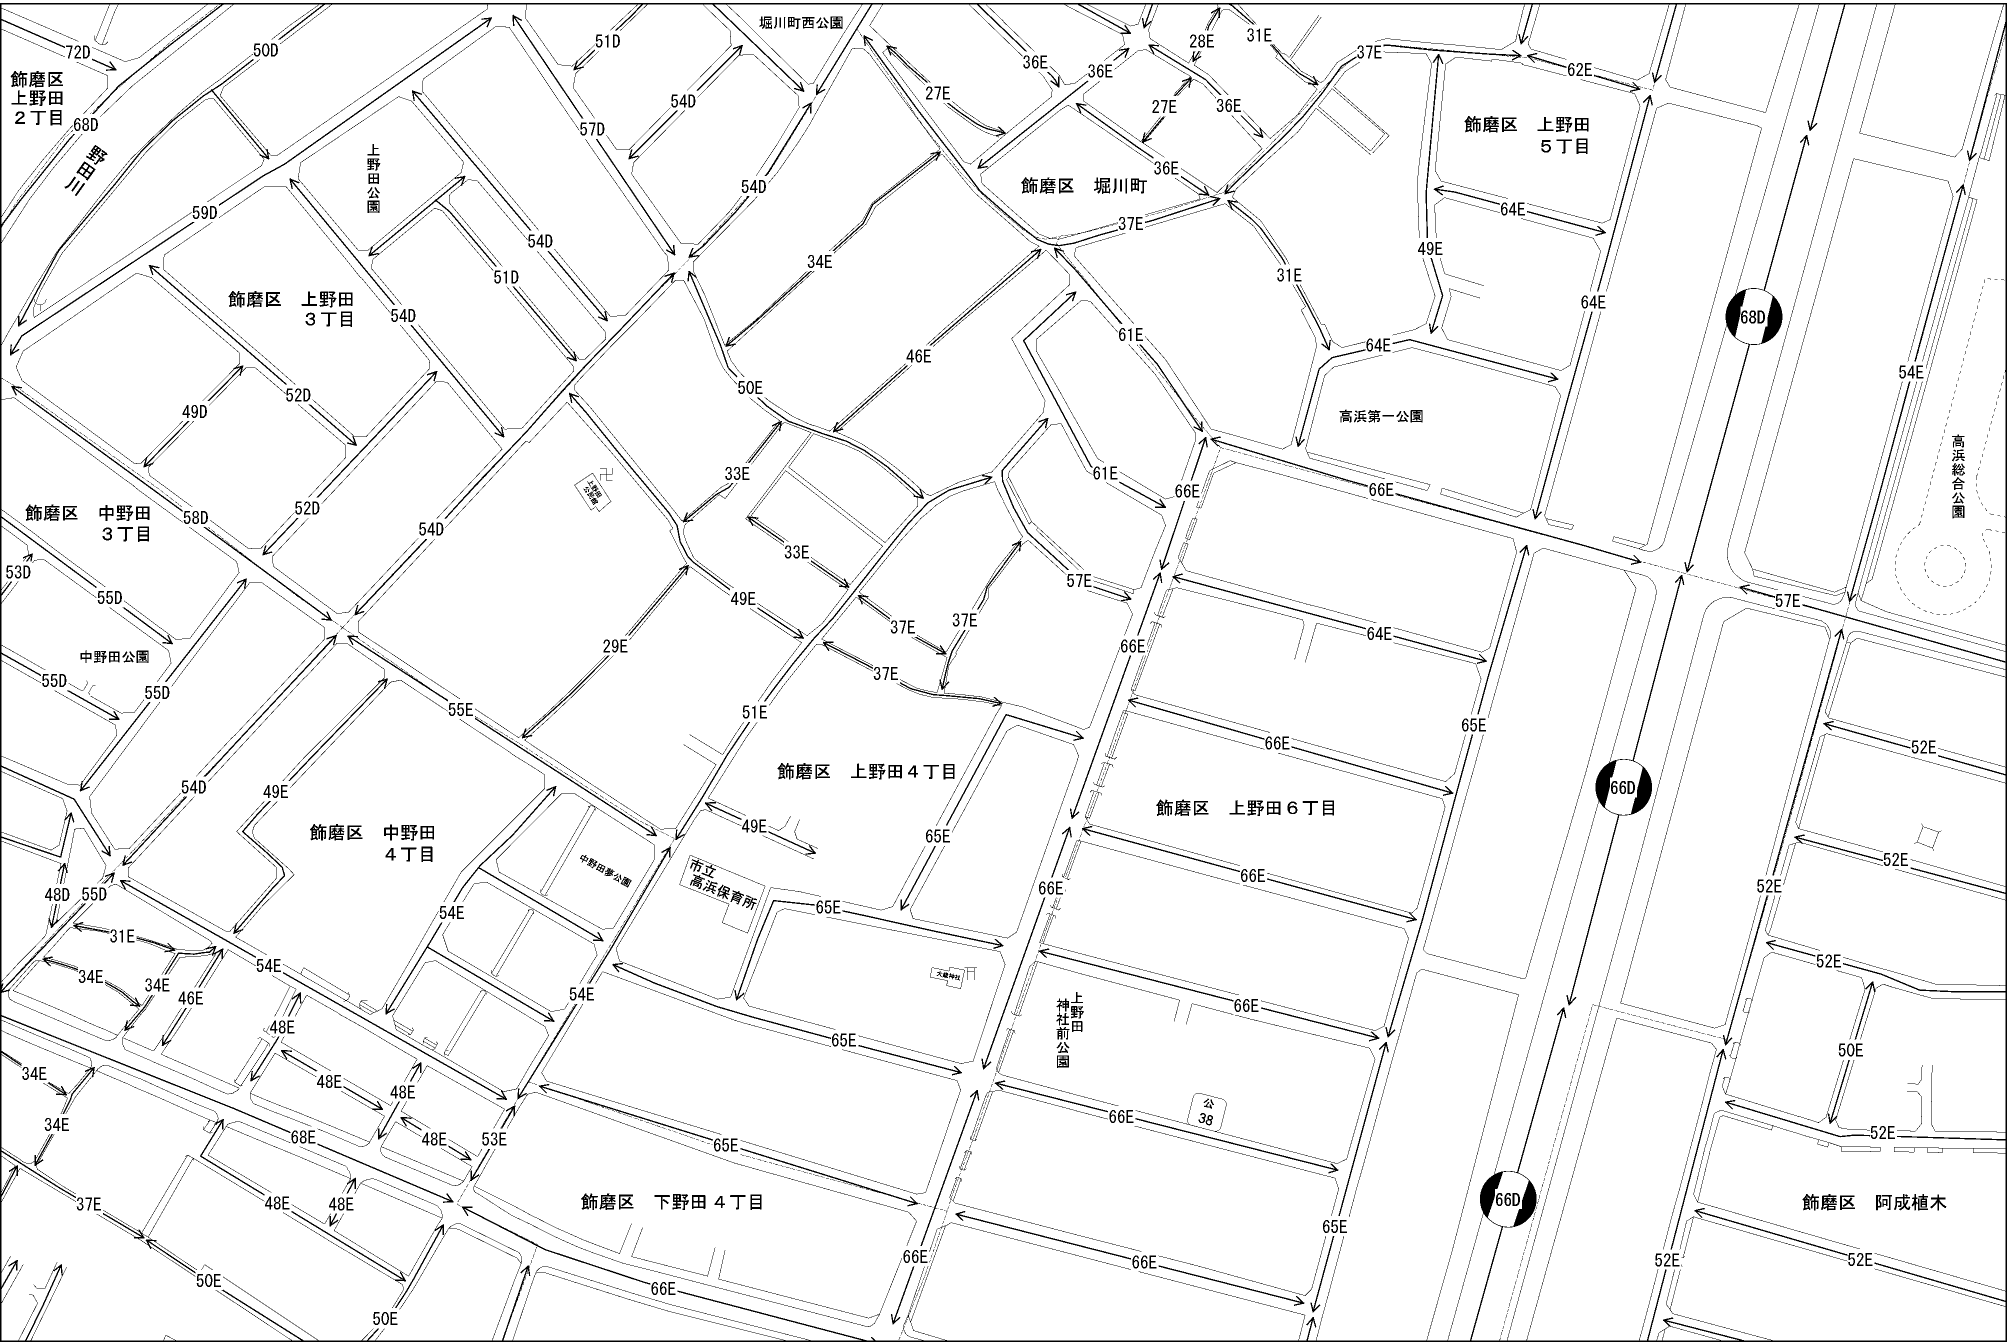 堀川町西公園
72D
50D
51D
36E
28E
31E
37E
62E
飾磨区
上野田
2丁目
68D
54D
27E
36E
27E
36E
57D
飾磨区　上野田
5丁目
野田川
上野田公園
36E
飾磨区　堀川町
54D
59D
37E
64E
54D
51D
34E
31E
49E
飾磨区　上野田
3丁目
54D
64E
68D
61E
64E
46E
50E
54E
52D
49D
高浜第一公園
高浜総合公園
33E
61E
上野田
公民館
66E
66E
飾磨区　中野田
3丁目
58D
52D
54D
33E
53D
55D
49E
57E
57E
37E
37E
64E
中野田公園
29E
66E
37E
55D
55D
55E
51E
65E
66E
52E
飾磨区　上野田4丁目
54D
49E
66D
飾磨区　上野田6丁目
49E
65E
飾磨区　中野田
4丁目
中野田夢公園
市立
高浜保育所
66E
66E
52E
52E
48D
55D
54E
65E
31E
54E
52E
34E
34E
46E
54E
大歳神社
上野田
神社前公園
66E
48E
65E
50E
34E
48E
48E
公
38
66E
34E
68E
48E
53E
65E
52E
37E
48E
48E
飾磨区　下野田4丁目
66D
飾磨区　阿成植木
65E
50E
66E
66E
66E
52E
52E
50E